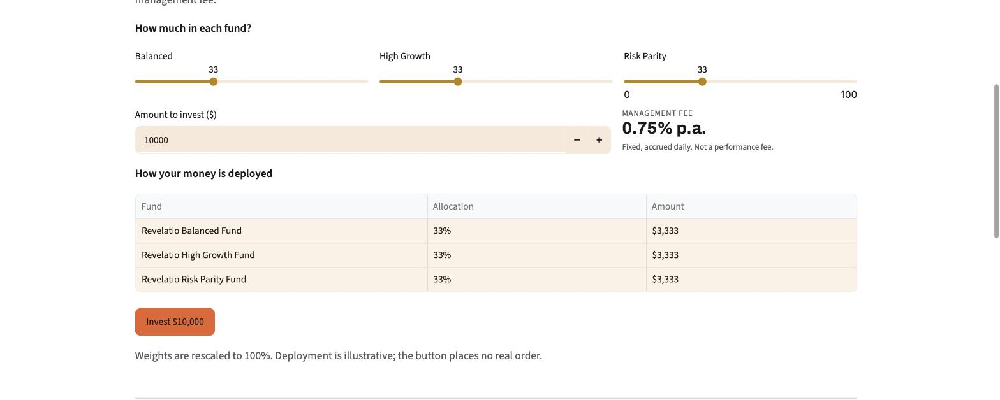 management fee.
How much in each fund?
Balanced
High Growth
Risk Parity
33
33
33
0
100
Amount to invest ($)
10000
−
+
MANAGEMENT FEE
0.75% p.a.
Fixed, accrued daily. Not a performance fee.
How your money is deployed
Fund Allocation Amount
Revelatio Balanced Fund 33% $3,333
Revelatio High Growth Fund 33% $3,333
Revelatio Risk Parity Fund 33% $3,333
Invest $10,000
Weights are rescaled to 100%. Deployment is illustrative; the button places no real order.